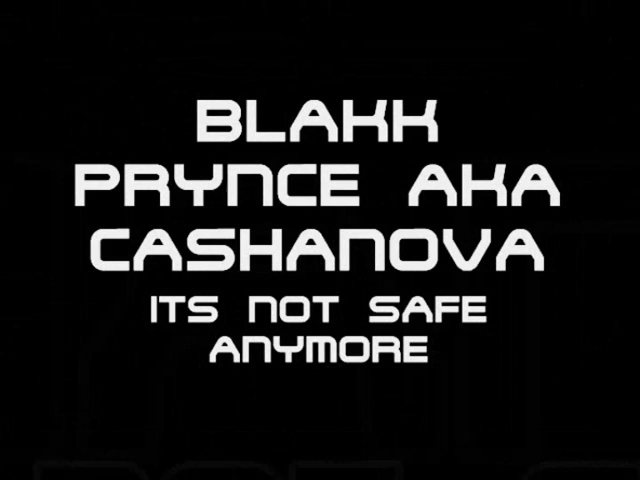 BLAKK
PRYNCE AKA
CASHANOVA
ITS NOT SAFE
ANYMORE